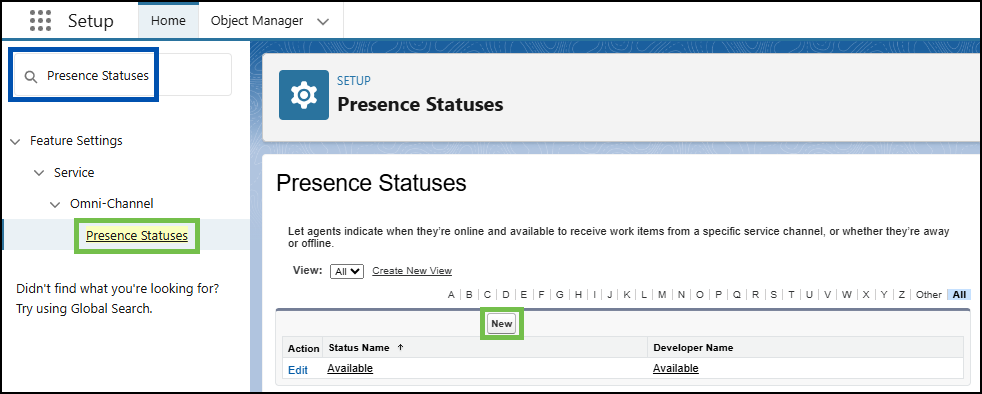 Setup
Home
Object Manager
Presence Statuses
Feature Settings
Service
Omni-Channel
Presence Statuses
Didn't find what you're looking for?
Try using Global Search.
SETUP
Presence Statuses
Presence Statuses
Let agents indicate when they're online and available to receive work items from a specific service channel, or whether they're away
or offline.
View: All Create New View
A | B | C | D | E | F | G | H | I | J | K | L | M | N | O | P | Q | R | S | T | U | V | W | X | Y | Z | Other All
New
Action Status Name ↑ Developer Name
Edit Available Available